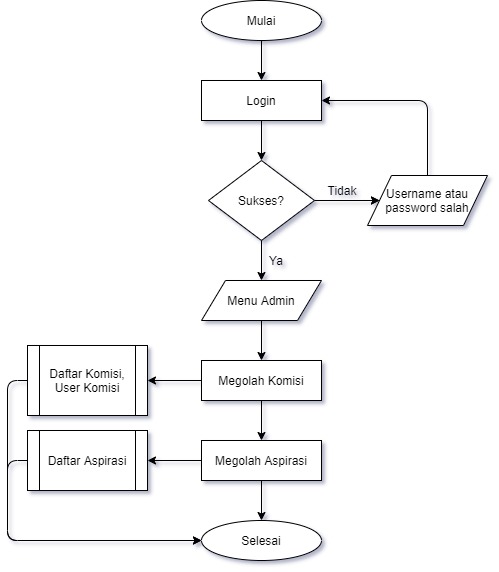 Mulai
Login
Sukses?
Tidak
Username atau
password salah
Ya
Menu Admin
Daftar Komisi,
User Komisi
Megolah Komisi
Daftar Aspirasi
Megolah Aspirasi
Selesai